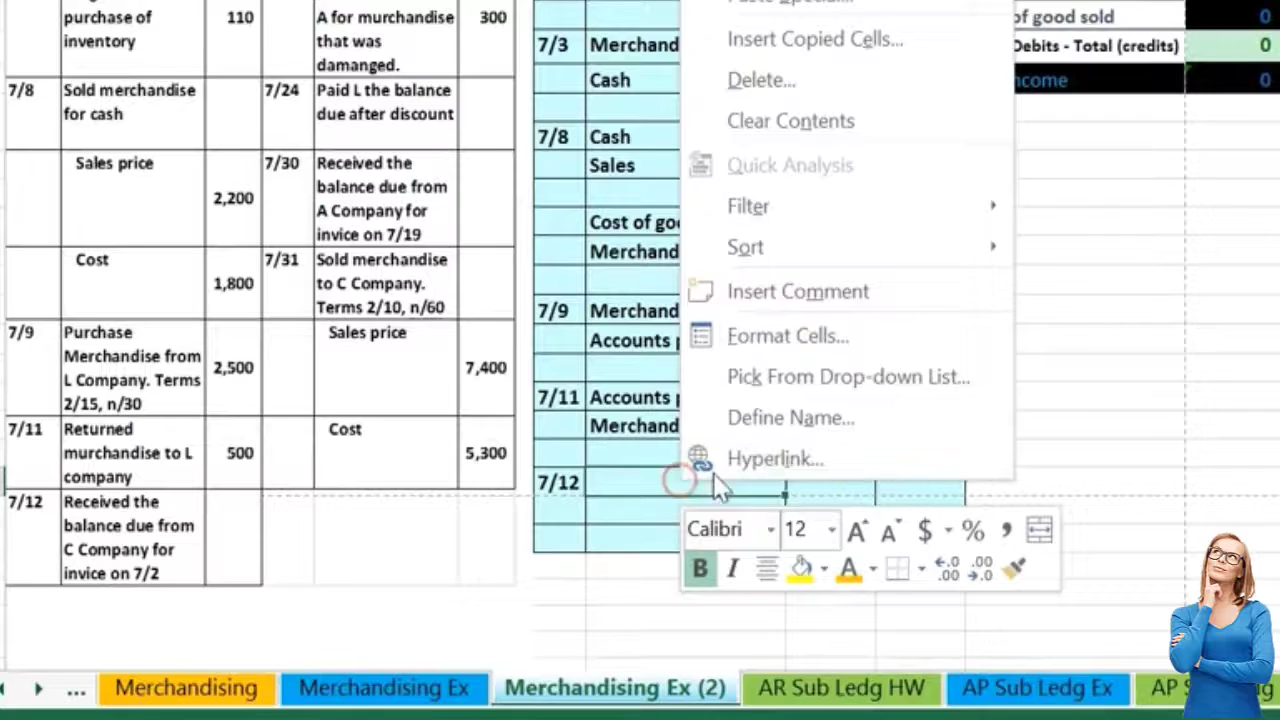 purchase of
inventory
110
A for murchandise
that was
damanged.
300
7/8
Sold merchandise
for cash
7/24
Paid L the balance
due after discount
Sales price
2,200
7/30
Received the
balance due from
A Company for
invice on 7/19
Cost
1,800
7/31
Sold merchandise
to C Company.
Terms 2/10, n/60
7/9
Purchase
Merchandise from
L Company. Terms
2/15, n/30
2,500
Sales price
7,400
7/11
Returned
murchandise to L
company
500
Cost
5,300
7/12
Received the
balance due from
C Company for
invice on 7/2
7/3
Merchand
Cash
7/8
Cash
Sales
Cost of goo
Merchand
7/9
Merchand
Accounts p
7/11
Accounts p
Merchand
7/12
Insert Copied Cells...
Delete...
Clear Contents
Quick Analysis
Filter
Sort
Insert Comment
Format Cells...
Pick From Drop-down List...
Define Name...
Hyperlink...
Calibri
12
A
A
$
%
,
B
I
A
.0
.00
.00
.0
of good sold
0
Debits - Total (credits)
0
ncome
0
...
Merchandising
Merchandising Ex
Merchandising Ex (2)
AR Sub Ledg HW
AP Sub Ledg Ex
AP S
g